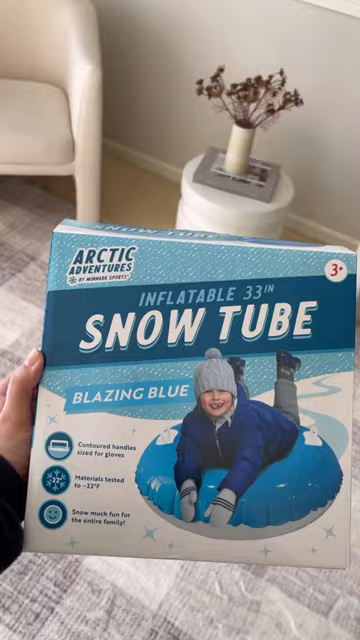 ARCTIC
ADVENTURES
BY MINNARK SPORTS
3+
INFLATABLE 33IN
SNOW TUBE
BLAZING BLUE
Contoured handles
sized for gloves
-22°
Materials tested
to -22°F
Snow much fun for
the entire family!